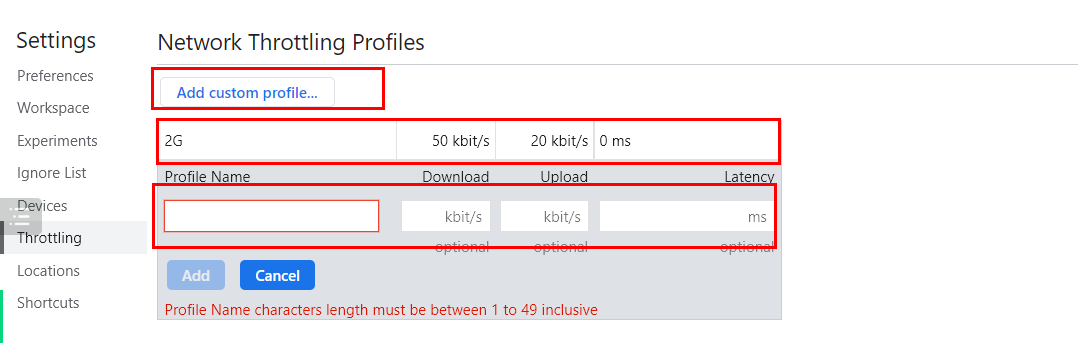 Settings
Preferences
Workspace
Experiments
Ignore List
Devices
Throttling
Locations
Shortcuts
Network Throttling Profiles
Add custom profile...
2G 50 kbit/s 20 kbit/s 0 ms
Profile Name Download Upload Latency
kbit/s kbit/s ms
optional optional optional
Add Cancel
Profile Name characters length must be between 1 to 49 inclusive